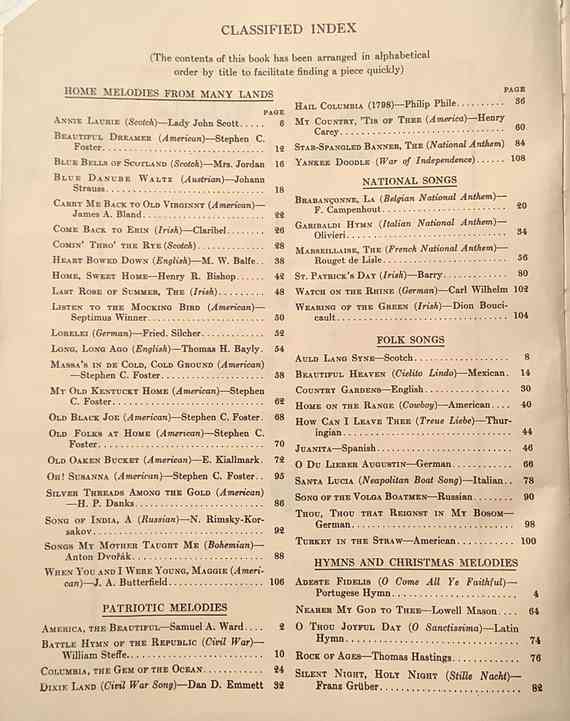 CLASSIFIED INDEX
(The contents of this book has been arranged in alphabetical
order by title to facilitate finding a piece quickly)
HOME MELODIES FROM MANY LANDS
PAGE
ANNIE LAURIE (Scotch)—Lady John Scott..... 6
BEAUTIFUL DREAMER (American)—Stephen C.
Foster................................ 12
BLUE BELLS OF SCOTLAND (Scotch)—Mrs. Jordan 16
BLUE DANUBE WALTZ (Austrian)—Johann
Strauss............................... 18
CARRY ME BACK TO OLD VIRGINNY (American)—
James A. Bland........................ 22
COME BACK TO ERIN (Irish)—Claribel........ 26
COMIN' THRO' THE RYE (Scotch)............. 28
HEART BOWED DOWN (English)—M. W. Balfe.. 38
HOME, SWEET HOME—Henry R. Bishop...... 42
LAST ROSE OF SUMMER, THE (Irish)......... 48
LISTEN TO THE MOCKING BIRD (American)—
Septimus Winner....................... 50
LORELEI (German)—Fried. Silcher........... 52
LONG, LONG AGO (English)—Thomas H. Bayly. 54
MASSA'S IN DE COLD, COLD GROUND (American)
—Stephen C. Foster.................... 58
MY OLD KENTUCKY HOME (American)—Stephen
C. Foster............................. 62
OLD BLACK JOE (American)—Stephen C. Foster. 68
OLD FOLKS AT HOME (American)—Stephen C.
Foster................................ 70
OLD OAKEN BUCKET (American)—E. Kiallmark. 72
OH! SUSANNA (American)—Stephen C. Foster.. 95
SILVER THREADS AMONG THE GOLD (American)
—H. P. Danks.......................... 86
SONG OF INDIA, A (Russian)—N. Rimsky-Kor-
sakov................................. 92
SONGS MY MOTHER TAUGHT ME (Bohemian)—
Anton Dvořák.......................... 88
WHEN YOU AND I WERE YOUNG, MAGGIE (Ameri-
can)—J. A. Butterfield................ 106
PATRIOTIC MELODIES
AMERICA, THE BEAUTIFUL—Samuel A. Ward.... 2
BATTLE HYMN OF THE REPUBLIC (Civil War)—
William Steffe........................ 10
COLUMBIA, THE GEM OF THE OCEAN........... 24
DIXIE LAND (Civil War Song)—Dan D. Emmett 32
PAGE
HAIL COLUMBIA (1798)—Philip Phile.......... 36
MY COUNTRY, 'TIS OF THEE (America)—Henry
Carey................................. 60
STAR-SPANGLED BANNER, THE (National Anthem) 84
YANKEE DOODLE (War of Independence)...... 108
NATIONAL SONGS
BRABANÇONNE, LA (Belgian National Anthem)—
F. Campenhout......................... 20
GARIBALDI HYMN (Italian National Anthem)—
Olivieri.............................. 34
MARSEILLAISE, THE (French National Anthem)—
Rouget de Lisle....................... 56
ST. PATRICK'S DAY (Irish)—Barry........... 80
WATCH ON THE RHINE (German)—Carl Wilhelm 102
WEARING OF THE GREEN (Irish)—Dion Bouci-
cault................................. 104
FOLK SONGS
AULD LANG SYNE—Scotch.................... 8
BEAUTIFUL HEAVEN (Cielito Lindo)—Mexican. 14
COUNTRY GARDENS—English.................. 30
HOME ON THE RANGE (Cowboy)—American.... 40
HOW CAN I LEAVE THEE (Treue Liebe)—Thur-
ingian................................ 44
JUANITA—Spanish.......................... 46
O DU LIEBER AUGUSTIN—German............. 66
SANTA LUCIA (Neapolitan Boat Song)—Italian.. 78
SONG OF THE VOLGA BOATMEN—Russian........ 90
THOU, THOU THAT REIGNST IN MY BOSOM—
German................................ 98
TURKEY IN THE STRAW—American............ 100
HYMNS AND CHRISTMAS MELODIES
ADESTE FIDELIS (O Come All Ye Faithful)—
Portugese Hymn........................ 4
NEARER MY GOD TO THEE—Lowell Mason.... 64
O THOU JOYFUL DAY (O Sanctissima)—Latin
Hymn.................................. 74
ROCK OF AGES—Thomas Hastings............. 76
SILENT NIGHT, HOLY NIGHT (Stille Nacht)—
Franz Grüber.......................... 82